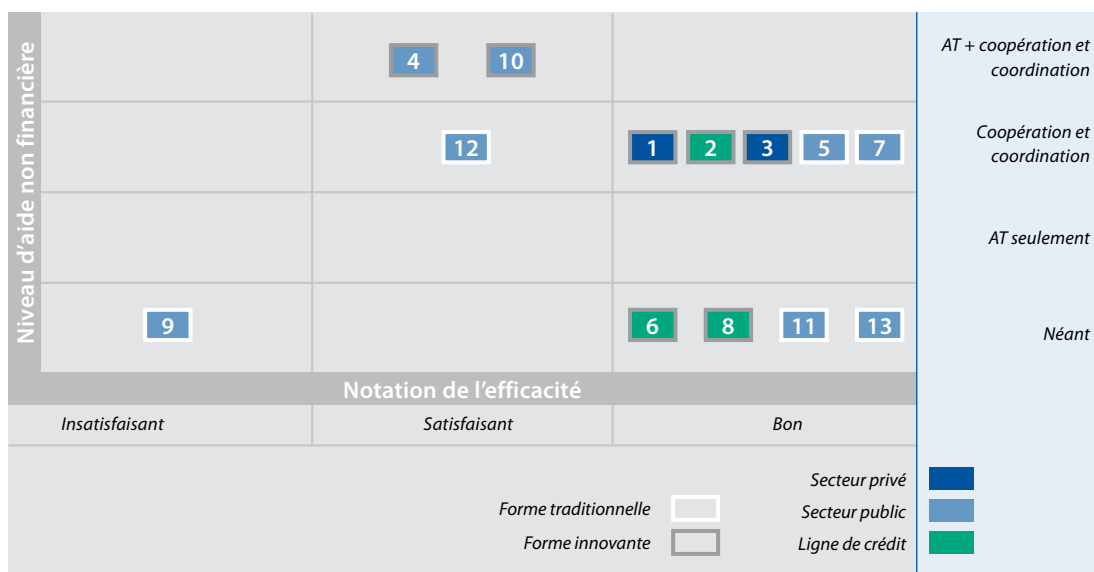 Niveau d'aide non financière
4
10
AT + coopération et
coordination
12
1
2
3
5
7
Coopération et
coordination
AT seulement
9
6
8
11
13
Néant
Notation de l'efficacité
Insatisfaisant
Satisfaisant
Bon
Secteur privé
Forme traditionnelle
Secteur public
Forme innovante
Ligne de crédit